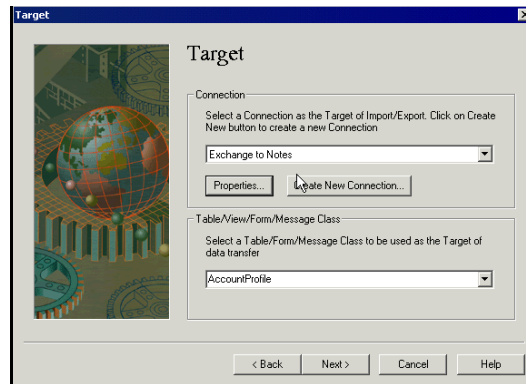 Target
Target
Connection
Select a Connection as the Target of Import/Export. Click on Create
New button to create a new Connection
Exchange to Notes
Properties...
Create New Connection...
Table/View/Form/Message Class
Select a Table/Form/Message Class to be used as the Target of
data transfer
AccountProfile
< Back
Next >
Cancel
Help